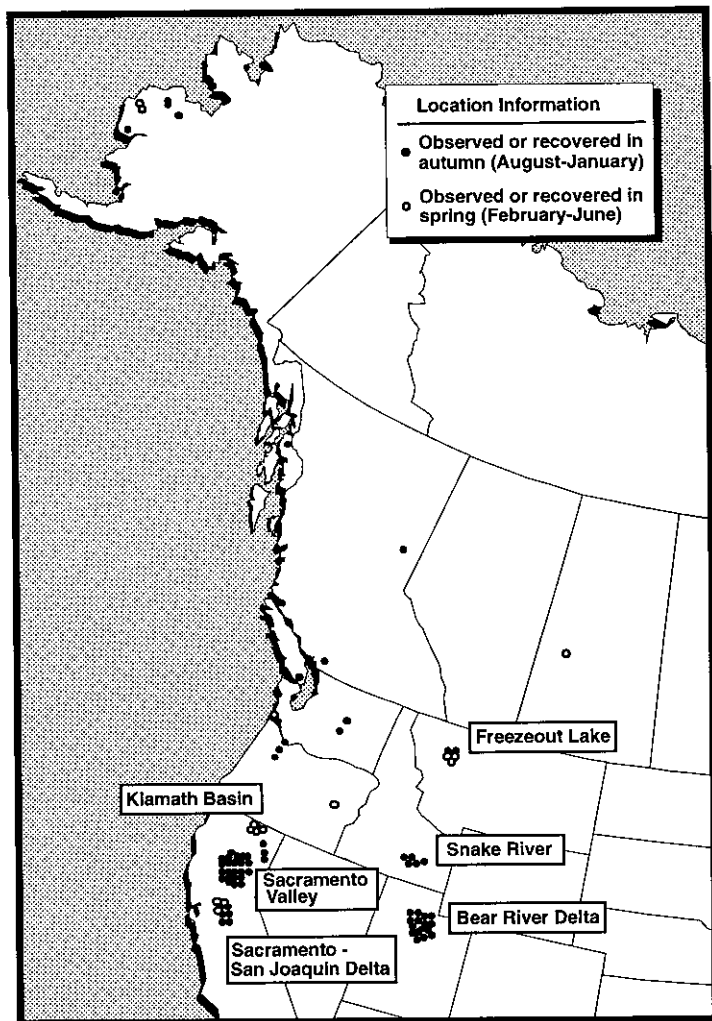 Location Information
Observed or recovered in
autumn (August-January)
Observed or recovered in
spring (February-June)
Freezeout Lake
Klamath Basin
Snake River
Sacramento
Valley
Bear River Delta
Sacramento -
San Joaquin Delta